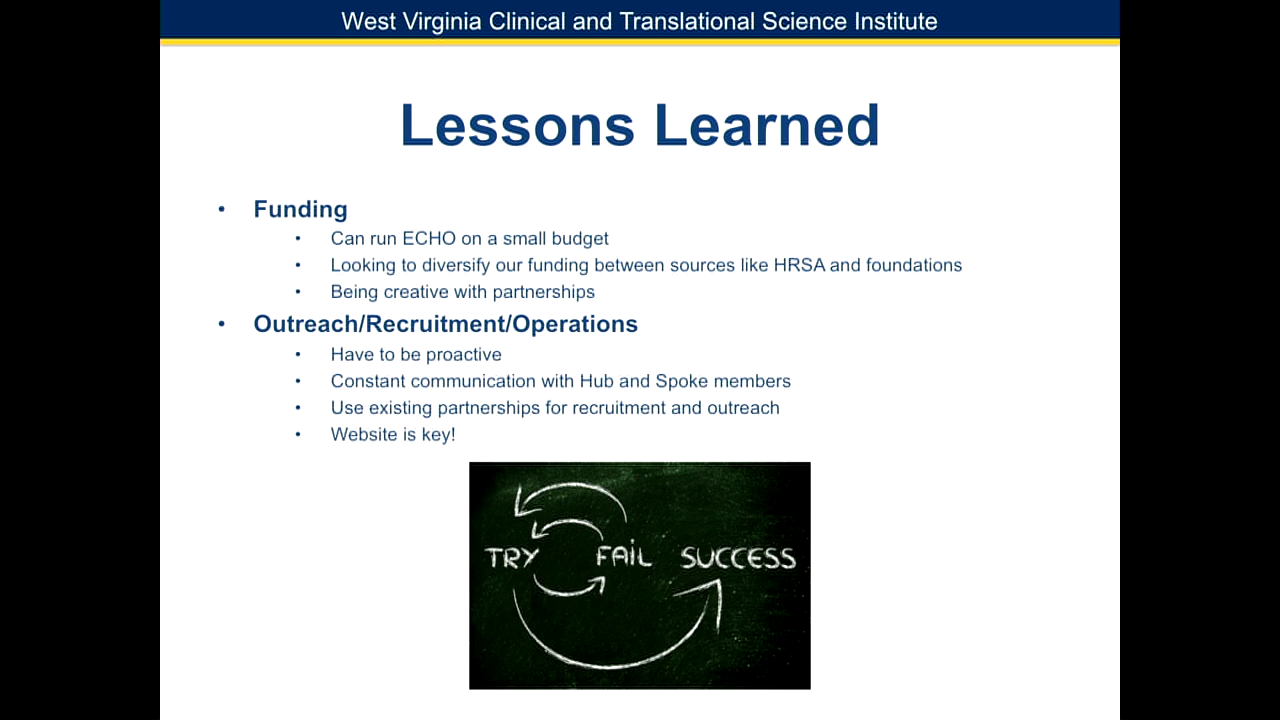 West Virginia Clinical and Translational Science Institute
Lessons Learned
• Funding
• Can run ECHO on a small budget
• Looking to diversify our funding between sources like HRSA and foundations
• Being creative with partnerships
• Outreach/Recruitment/Operations
• Have to be proactive
• Constant communication with Hub and Spoke members
• Use existing partnerships for recruitment and outreach
• Website is key!
TRY FAIL SUCCESS